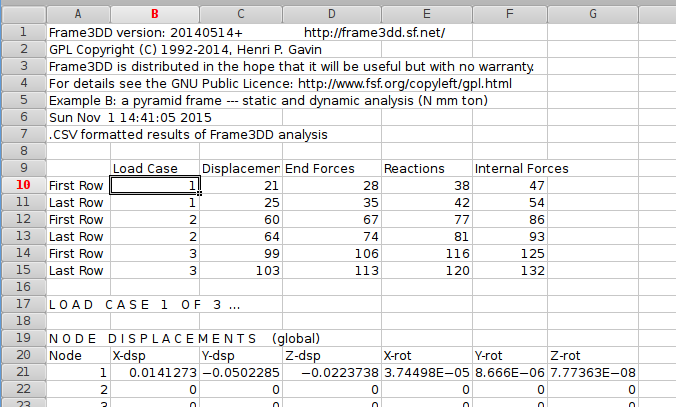 A B C D E F G
1 Frame3DD version: 20140514+ http://frame3dd.sf.net/
2 GPL Copyright (C) 1992-2014, Henri P. Gavin
3 Frame3DD is distributed in the hope that it will be useful but with no warranty.
4 For details see the GNU Public Licence: http://www.fsf.org/copyleft/gpl.html
5 Example B: a pyramid frame --- static and dynamic analysis (N mm ton)
6 Sun Nov 1 14:41:05 2015
7 .CSV formatted results of Frame3DD analysis
8
9 Load Case Displacemen End Forces Reactions Internal Forces
10 First Row 1 21 28 38 47
11 Last Row 1 25 35 42 54
12 First Row 2 60 67 77 86
13 Last Row 2 64 74 81 93
14 First Row 3 99 106 116 125
15 Last Row 3 103 113 120 132
16
17 L O A D C A S E 1 O F 3 ...
18
19 N O D E D I S P L A C E M E N T S (global)
20 Node X-dsp Y-dsp Z-dsp X-rot Y-rot Z-rot
21 1 0.0141273 −0.0502285 −0.0223738 3.74498E−05 8.666E−06 7.77363E−08
22 2 0 0 0 0 0 0
23 3 0 0 0 0 0 0